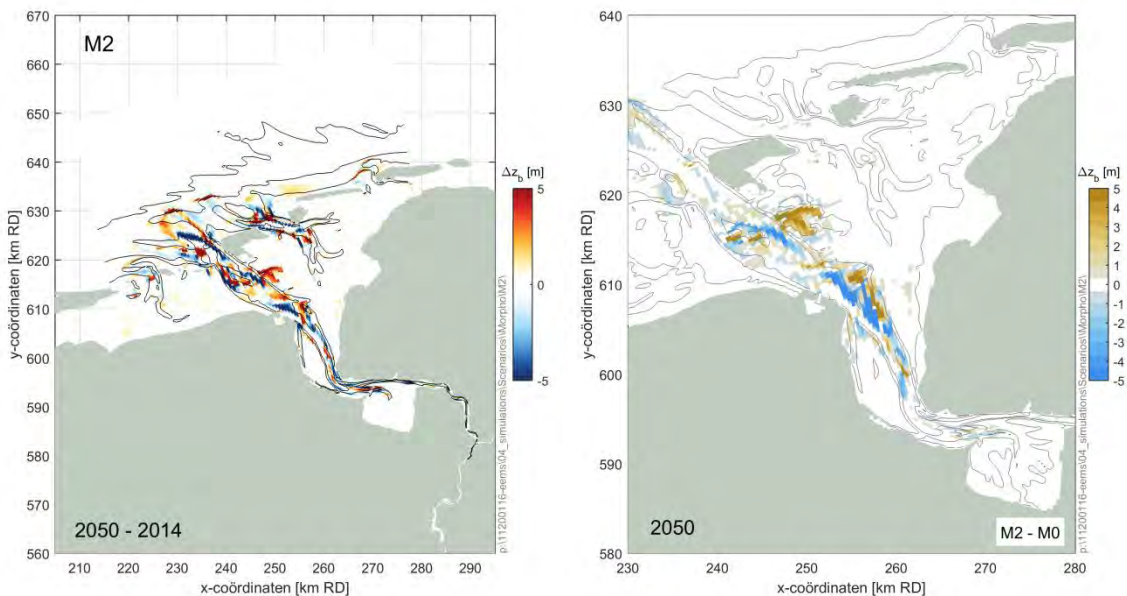 M2
2050 - 2014
670
660
650
640
630
620
610
600
590
580
570
560
210 220 230 240 250 260 270 280 290
x-coördinaten [km RD]
y-coördinaten [km RD]
Δz_b [m]
5
0
-5
p:\11200116-eems\04_simulations\Scenarios\Morpho\M2\
640
630
620
610
600
590
580
230 240 250 260 270 280
x-coördinaten [km RD]
y-coördinaten [km RD]
2050
M2 - M0
Δz_b [m]
5
4
3
2
1
0
-1
-2
-3
-4
-5
p:\11200116-eems\04_simulations\Scenarios\Morpho\M2\